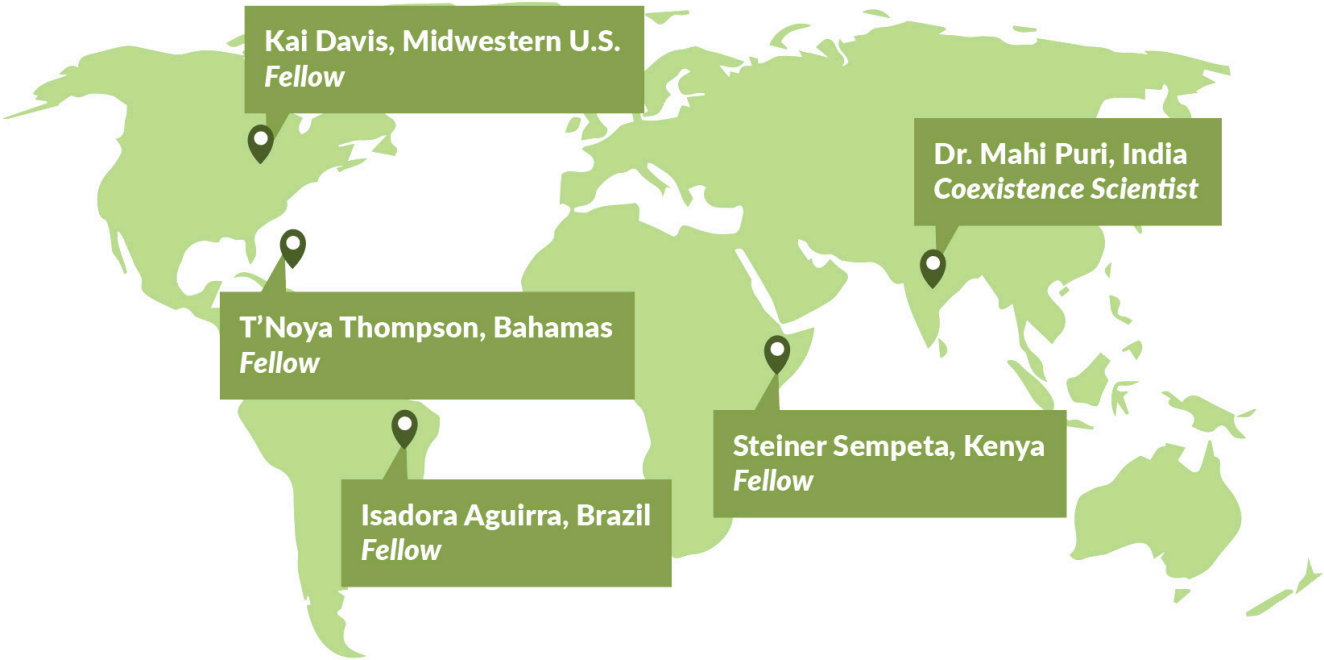 Kai Davis, Midwestern U.S.
Fellow
Dr. Mahi Puri, India
Coexistence Scientist
T’Noya Thompson, Bahamas
Fellow
Steiner Sempeta, Kenya
Fellow
Isadora Aguirra, Brazil
Fellow